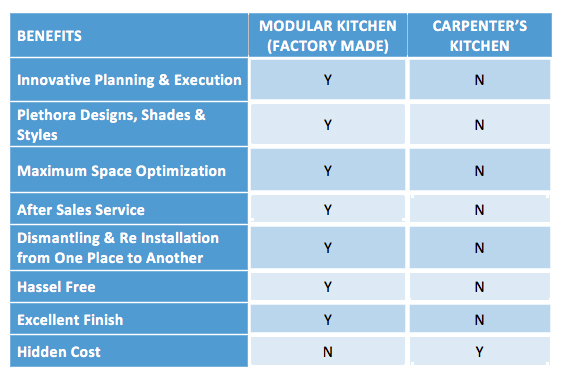 BENEFITS MODULAR KITCHEN (FACTORY MADE) CARPENTER'S KITCHEN
Innovative Planning & Execution Y N
Plethora Designs, Shades & Styles Y N
Maximum Space Optimization Y N
After Sales Service Y N
Dismantling & Re Installation from One Place to Another Y N
Hassel Free Y N
Excellent Finish Y N
Hidden Cost N Y